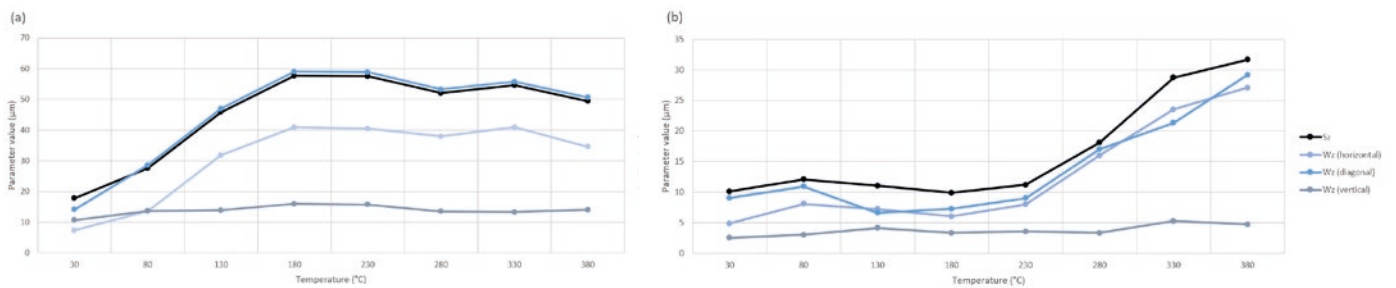 (a)
70
60
50
40
30
20
10
0
Parameter value (µm)
30 80 130 180 230 280 330 380
Temperature (°C)
(b)
35
30
25
20
15
10
5
0
Parameter value (µm)
30 80 130 180 230 280 330 380
Temperature (°C)
Sz
Wz (horizontal)
Wz (diagonal)
Wz (vertical)